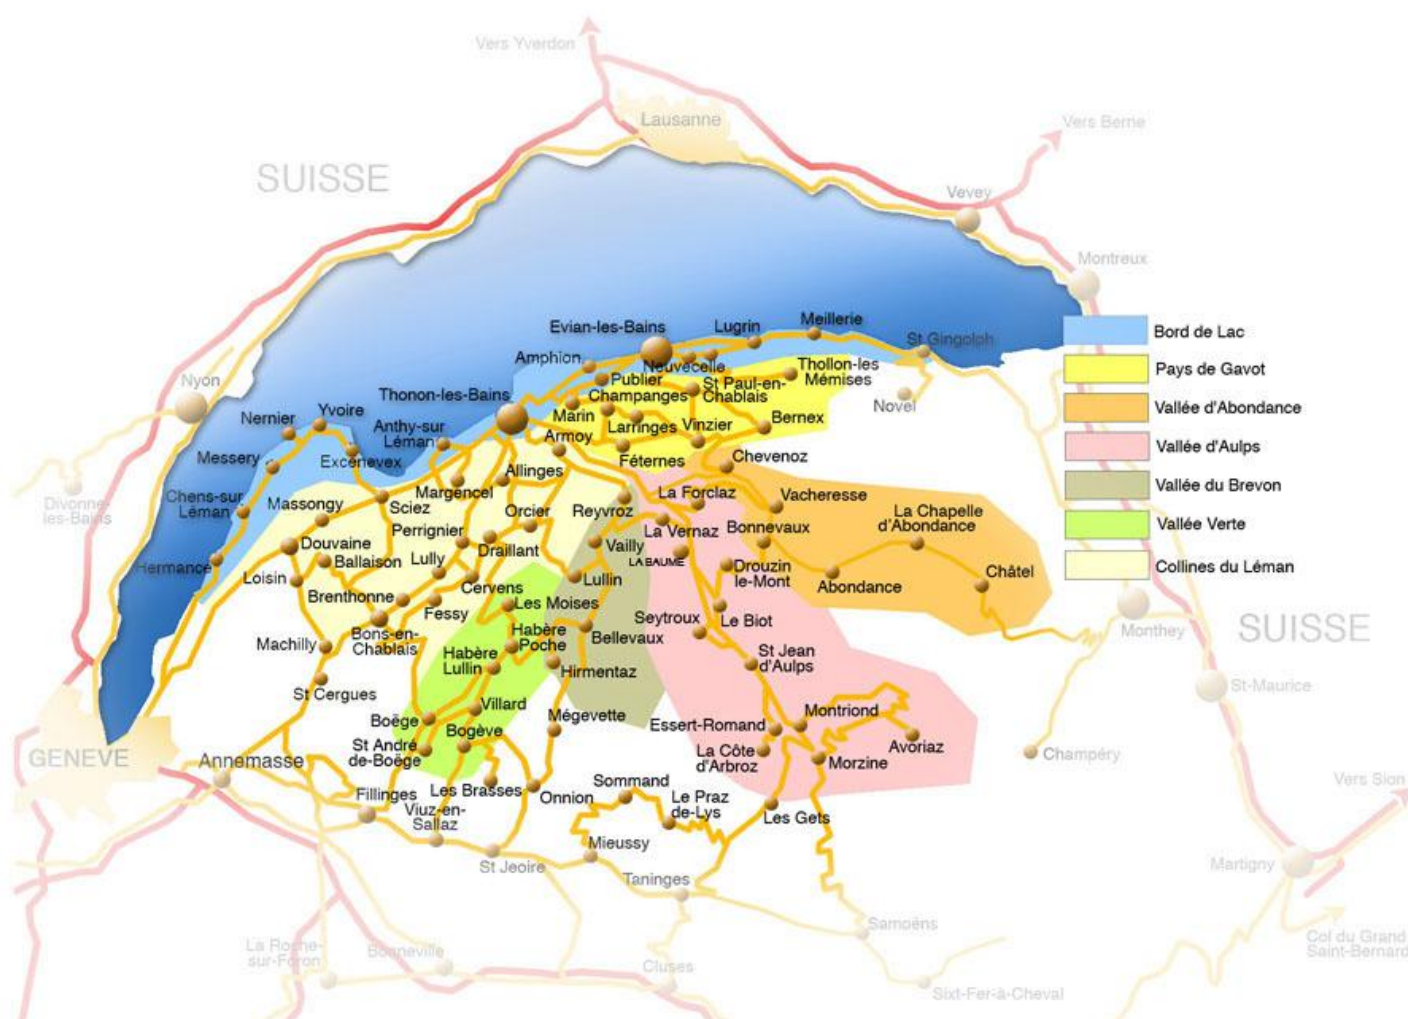 Vers Yverdon
Lausanne
Vers Berne
SUISSE
Vevey
Montreux
Evian-les-Bains
Lugrin
Meillerie
St Gingolph
Bord de Lac
Amphion
Neuvecelle
Thollon-les
Mémises
Pays de Gavot
Nyon
Thonon-les-Bains
Publier
St Paul-en-
Chablais
Novel
Vallée d'Abondance
Nernier
Yvoire
Anthy-sur
Léman
Champanges
Marin
Larringes
Vinzier
Bernex
Armoy
Vallée d'Aulps
Messery
Excenevex
Féternes
Chevenoz
Allinges
Vallée du Brevon
Divonne-
les-Bains
Chens-sur
Léman
Massongy
Margencel
Sciez
Orcier
Reyvroz
La Forclaz
Vacheresse
La Chapelle
d'Abondance
Vallée Verte
Perrignier
La Vernaz
Bonnevaux
Douvaine
Draillant
Vailly
LA BAUME
Collines du Léman
Hermance
Ballaison
Lully
Drouzin
le-Mont
Loisin
Cervens
Lullin
Abondance
Châtel
Brenthonne
Fessy
Les Moises
Seytroux
Le Biot
Monthey
SUISSE
Machilly
Bons-en-
Chablais
Habère
Poche
Bellevaux
Habère
Lullin
Hirmentaz
St Jean
d'Aulps
St Cergues
St-Maurice
Villard
Boëge
Mégevette
Essert-Romand
Montriond
Bogève
GENEVE
Annemasse
St André
de-Boëge
La Côte
d'Arbroz
Avoriaz
Morzine
Champéry
Vers Sion
Les Brasses
Onnion
Sommand
Fillinges
Viuz-en-
Sallaz
Le Praz
de-Lys
Les Gets
St Jeoire
Mieussy
Taninges
Martigny
Samoëns
La Roche-
sur-Foron
Bonneville
Cluses
Col du Grand
Saint-Bernard
Sixt-Fer-à-Cheval